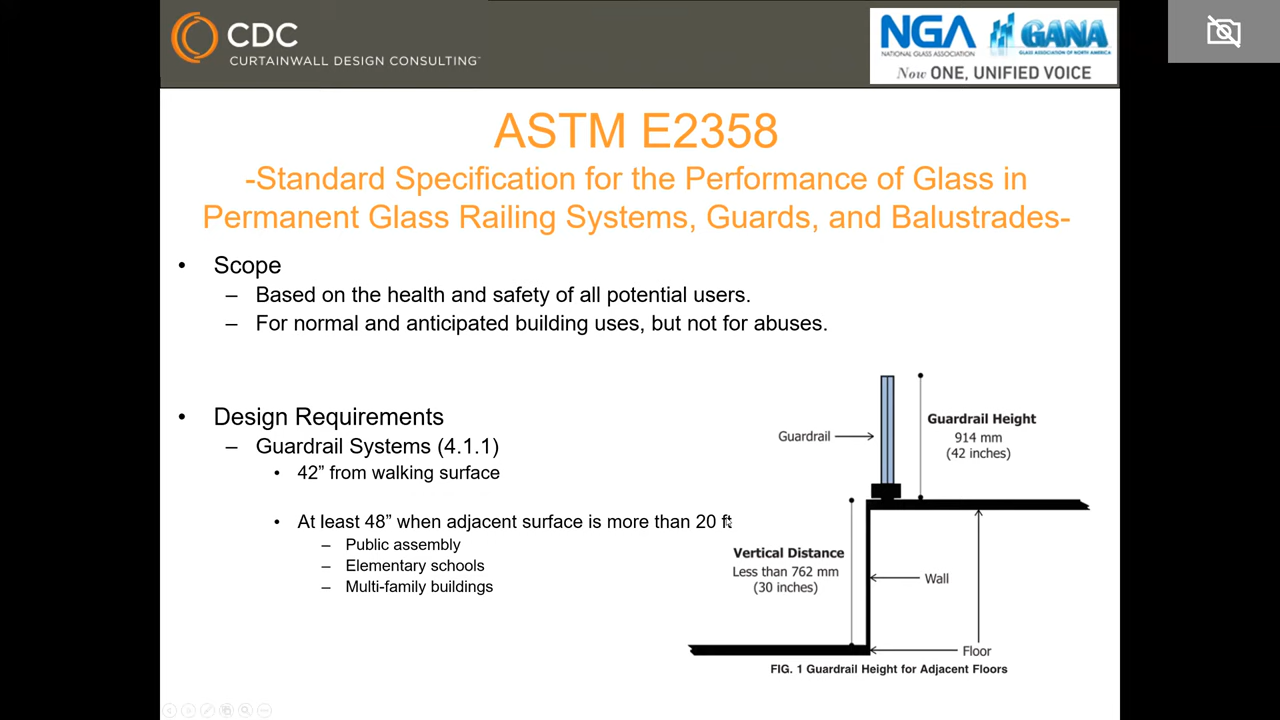 CDC
CURTAINWALL DESIGN CONSULTING
NGA
NATIONAL GLASS ASSOCIATION
GANA
GLASS ASSOCIATION OF NORTH AMERICA
Now ONE, UNIFIED VOICE
ASTM E2358
-Standard Specification for the Performance of Glass in
Permanent Glass Railing Systems, Guards, and Balustrades-
• Scope
– Based on the health and safety of all potential users.
– For normal and anticipated building uses, but not for abuses.
• Design Requirements
– Guardrail Systems (4.1.1)
• 42” from walking surface
• At least 48” when adjacent surface is more than 20 ft
– Public assembly
– Elementary schools
– Multi-family buildings
Guardrail
Guardrail Height
914 mm
(42 inches)
Vertical Distance
Less than 762 mm
(30 inches)
Wall
Floor
FIG. 1 Guardrail Height for Adjacent Floors